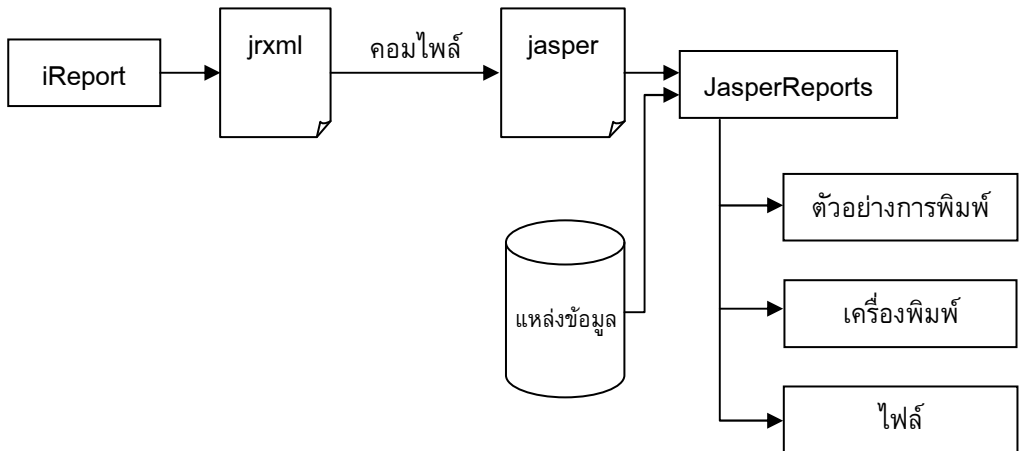 iReport
jrxml
คอมไพล์
jasper
JasperReports
แหล่งข้อมูล
ตัวอย่างการพิมพ์
เครื่องพิมพ์
ไฟล์